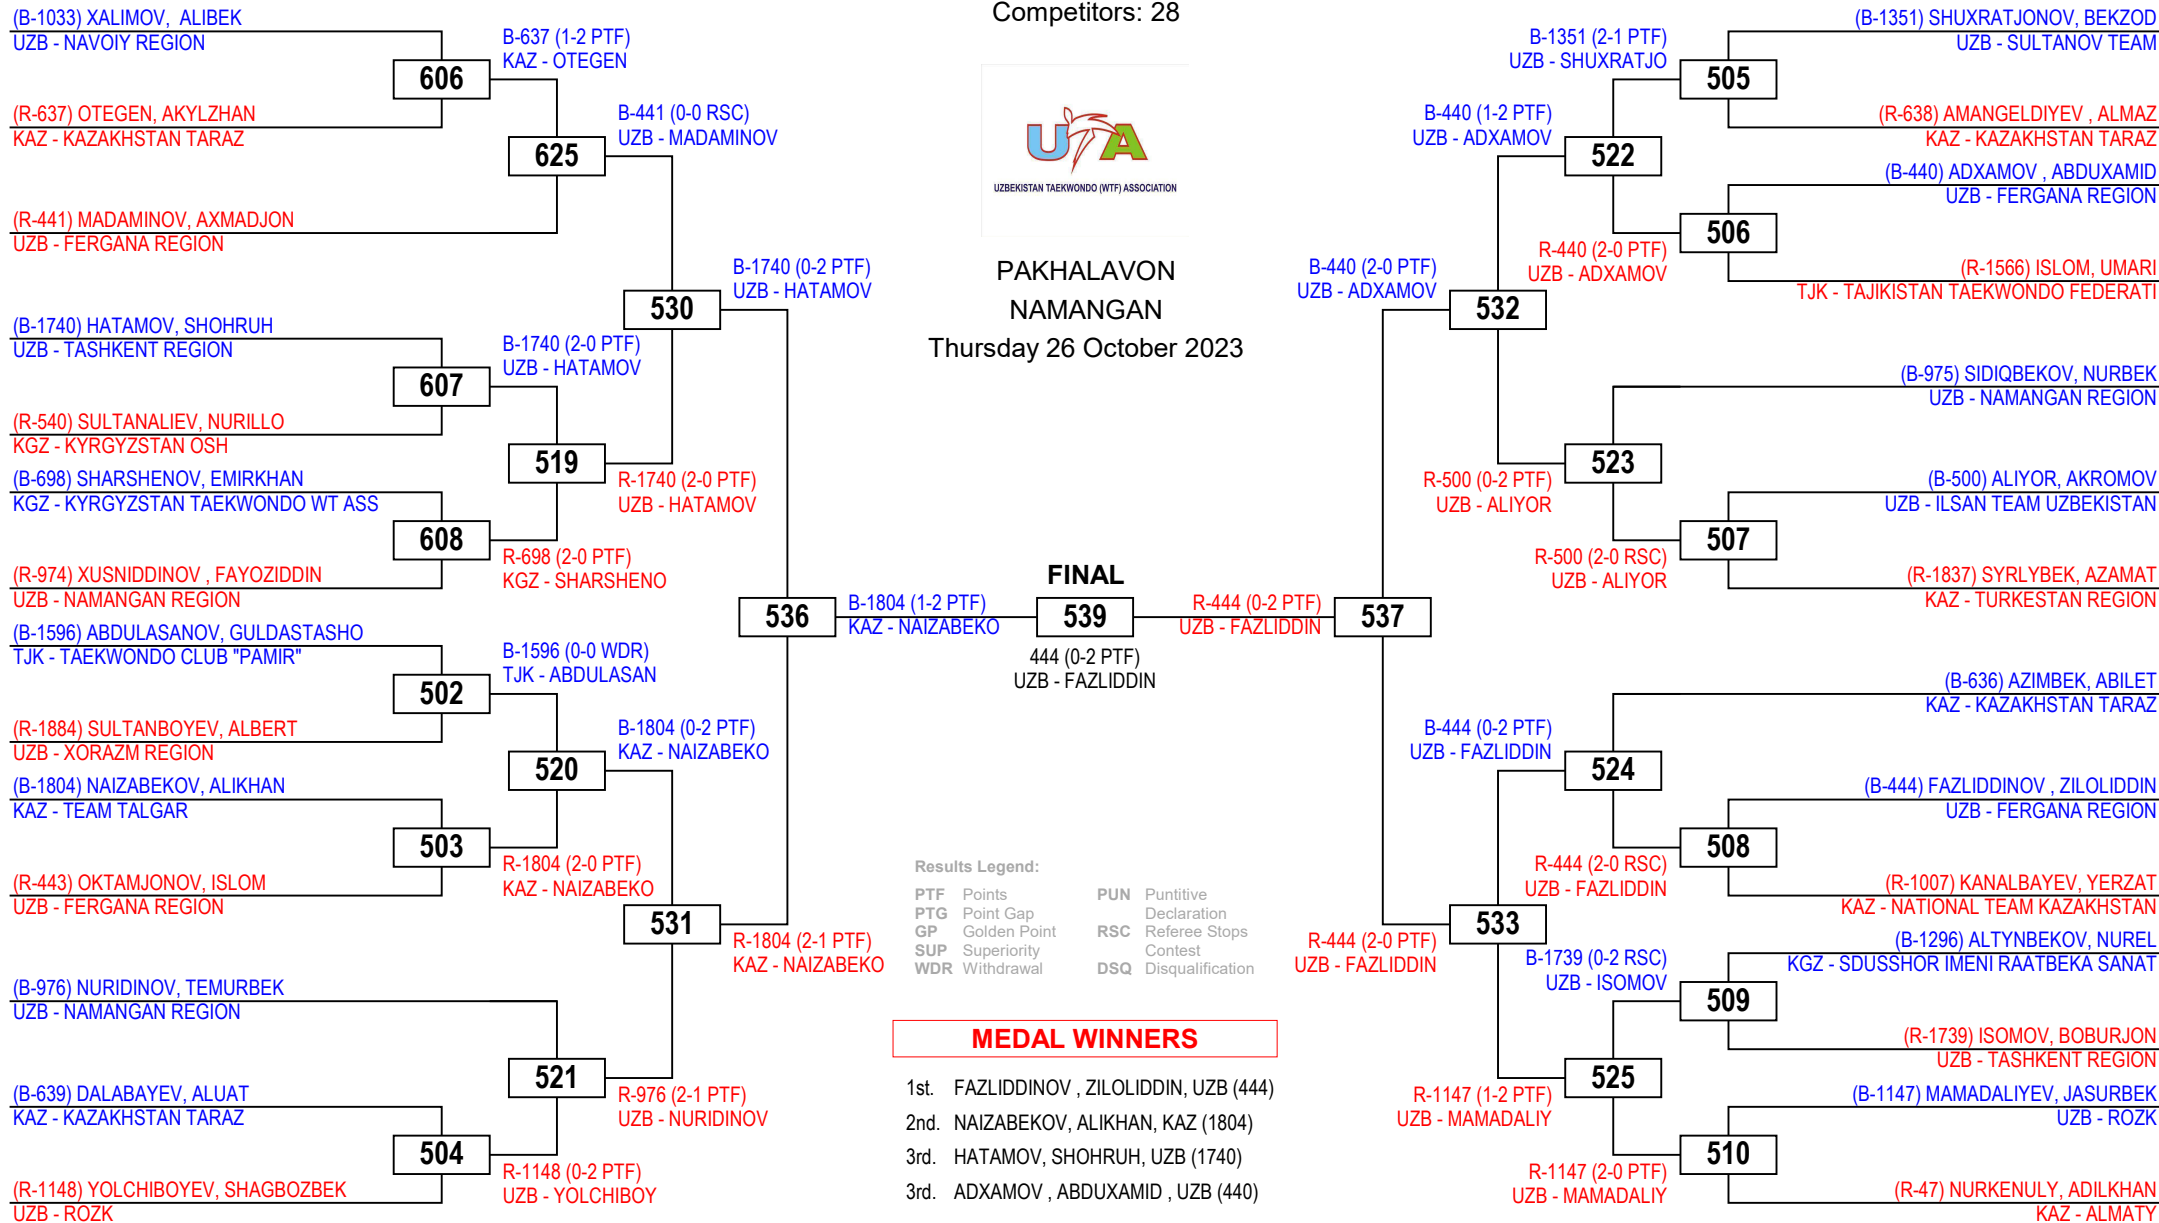 Competitors: 28
UTA
UZBEKISTAN TAEKWONDO (WTF) ASSOCIATION
PAKHALAVON
NAMANGAN
Thursday 26 October 2023
(B-1033) XALIMOV, ALIBEK
UZB - NAVOIY REGION
606
(R-637) OTEGEN, AKYLZHAN
KAZ - KAZAKHSTAN TARAZ
B-637 (1-2 PTF)
KAZ - OTEGEN
625
(R-441) MADAMINOV, AXMADJON
UZB - FERGANA REGION
B-441 (0-0 RSC)
UZB - MADAMINOV
530
(B-1740) HATAMOV, SHOHRUH
UZB - TASHKENT REGION
607
(R-540) SULTANALIEV, NURILLO
KGZ - KYRGYZSTAN OSH
B-1740 (2-0 PTF)
UZB - HATAMOV
519
(B-698) SHARSHENOV, EMIRKHAN
KGZ - KYRGYZSTAN TAEKWONDO WT ASS
608
(R-974) XUSNIDDINOV , FAYOZIDDIN
UZB - NAMANGAN REGION
R-698 (2-0 PTF)
KGZ - SHARSHENO
R-1740 (2-0 PTF)
UZB - HATAMOV
B-1740 (0-2 PTF)
UZB - HATAMOV
536
(B-1596) ABDULASANOV, GULDASTASHO
TJK - TAEKWONDO CLUB "PAMIR"
502
(R-1884) SULTANBOYEV, ALBERT
UZB - XORAZM REGION
B-1596 (0-0 WDR)
TJK - ABDULASAN
520
(B-1804) NAIZABEKOV, ALIKHAN
KAZ - TEAM TALGAR
503
(R-443) OKTAMJONOV, ISLOM
UZB - FERGANA REGION
R-1804 (2-0 PTF)
KAZ - NAIZABEKO
B-1804 (0-2 PTF)
KAZ - NAIZABEKO
531
(B-976) NURIDINOV, TEMURBEK
UZB - NAMANGAN REGION
521
(B-639) DALABAYEV, ALUAT
KAZ - KAZAKHSTAN TARAZ
504
(R-1148) YOLCHIBOYEV, SHAGBOZBEK
UZB - ROZK
R-1148 (0-2 PTF)
UZB - YOLCHIBOY
R-976 (2-1 PTF)
UZB - NURIDINOV
R-1804 (2-1 PTF)
KAZ - NAIZABEKO
B-1804 (1-2 PTF)
KAZ - NAIZABEKO
FINAL
539
444 (0-2 PTF)
UZB - FAZLIDDIN
R-444 (0-2 PTF)
UZB - FAZLIDDIN
537
(B-1351) SHUXRATJONOV, BEKZOD
UZB - SULTANOV TEAM
505
(R-638) AMANGELDIYEV , ALMAZ
KAZ - KAZAKHSTAN TARAZ
B-1351 (2-1 PTF)
UZB - SHUXRATJO
522
(B-440) ADXAMOV , ABDUXAMID
UZB - FERGANA REGION
506
(R-1566) ISLOM, UMARI
TJK - TAJIKISTAN TAEKWONDO FEDERATI
R-440 (2-0 PTF)
UZB - ADXAMOV
B-440 (1-2 PTF)
UZB - ADXAMOV
532
B-440 (2-0 PTF)
UZB - ADXAMOV
(B-975) SIDIQBEKOV, NURBEK
UZB - NAMANGAN REGION
523
(B-500) ALIYOR, AKROMOV
UZB - ILSAN TEAM UZBEKISTAN
507
(R-1837) SYRLYBEK, AZAMAT
KAZ - TURKESTAN REGION
R-500 (2-0 RSC)
UZB - ALIYOR
R-500 (0-2 PTF)
UZB - ALIYOR
(B-636) AZIMBEK, ABILET
KAZ - KAZAKHSTAN TARAZ
524
(B-444) FAZLIDDINOV , ZILOLIDDIN
UZB - FERGANA REGION
508
(R-1007) KANALBAYEV, YERZAT
KAZ - NATIONAL TEAM KAZAKHSTAN
R-444 (2-0 RSC)
UZB - FAZLIDDIN
B-444 (0-2 PTF)
UZB - FAZLIDDIN
533
R-444 (2-0 PTF)
UZB - FAZLIDDIN
(B-1296) ALTYNBEKOV, NUREL
KGZ - SDUSSHOR IMENI RAATBEKA SANAT
509
(R-1739) ISOMOV, BOBURJON
UZB - TASHKENT REGION
B-1739 (0-2 RSC)
UZB - ISOMOV
525
(B-1147) MAMADALIYEV, JASURBEK
UZB - ROZK
510
(R-47) NURKENULY, ADILKHAN
KAZ - ALMATY
R-1147 (2-0 PTF)
UZB - MAMADALIY
R-1147 (1-2 PTF)
UZB - MAMADALIY
Results Legend:
PTF Points PUN Puntitive
PTG Point Gap Declaration
GP Golden Point RSC Referee Stops
SUP Superiority Contest
WDR Withdrawal DSQ Disqualification
MEDAL WINNERS
1st. FAZLIDDINOV , ZILOLIDDIN, UZB (444)
2nd. NAIZABEKOV, ALIKHAN, KAZ (1804)
3rd. HATAMOV, SHOHRUH, UZB (1740)
3rd. ADXAMOV , ABDUXAMID , UZB (440)